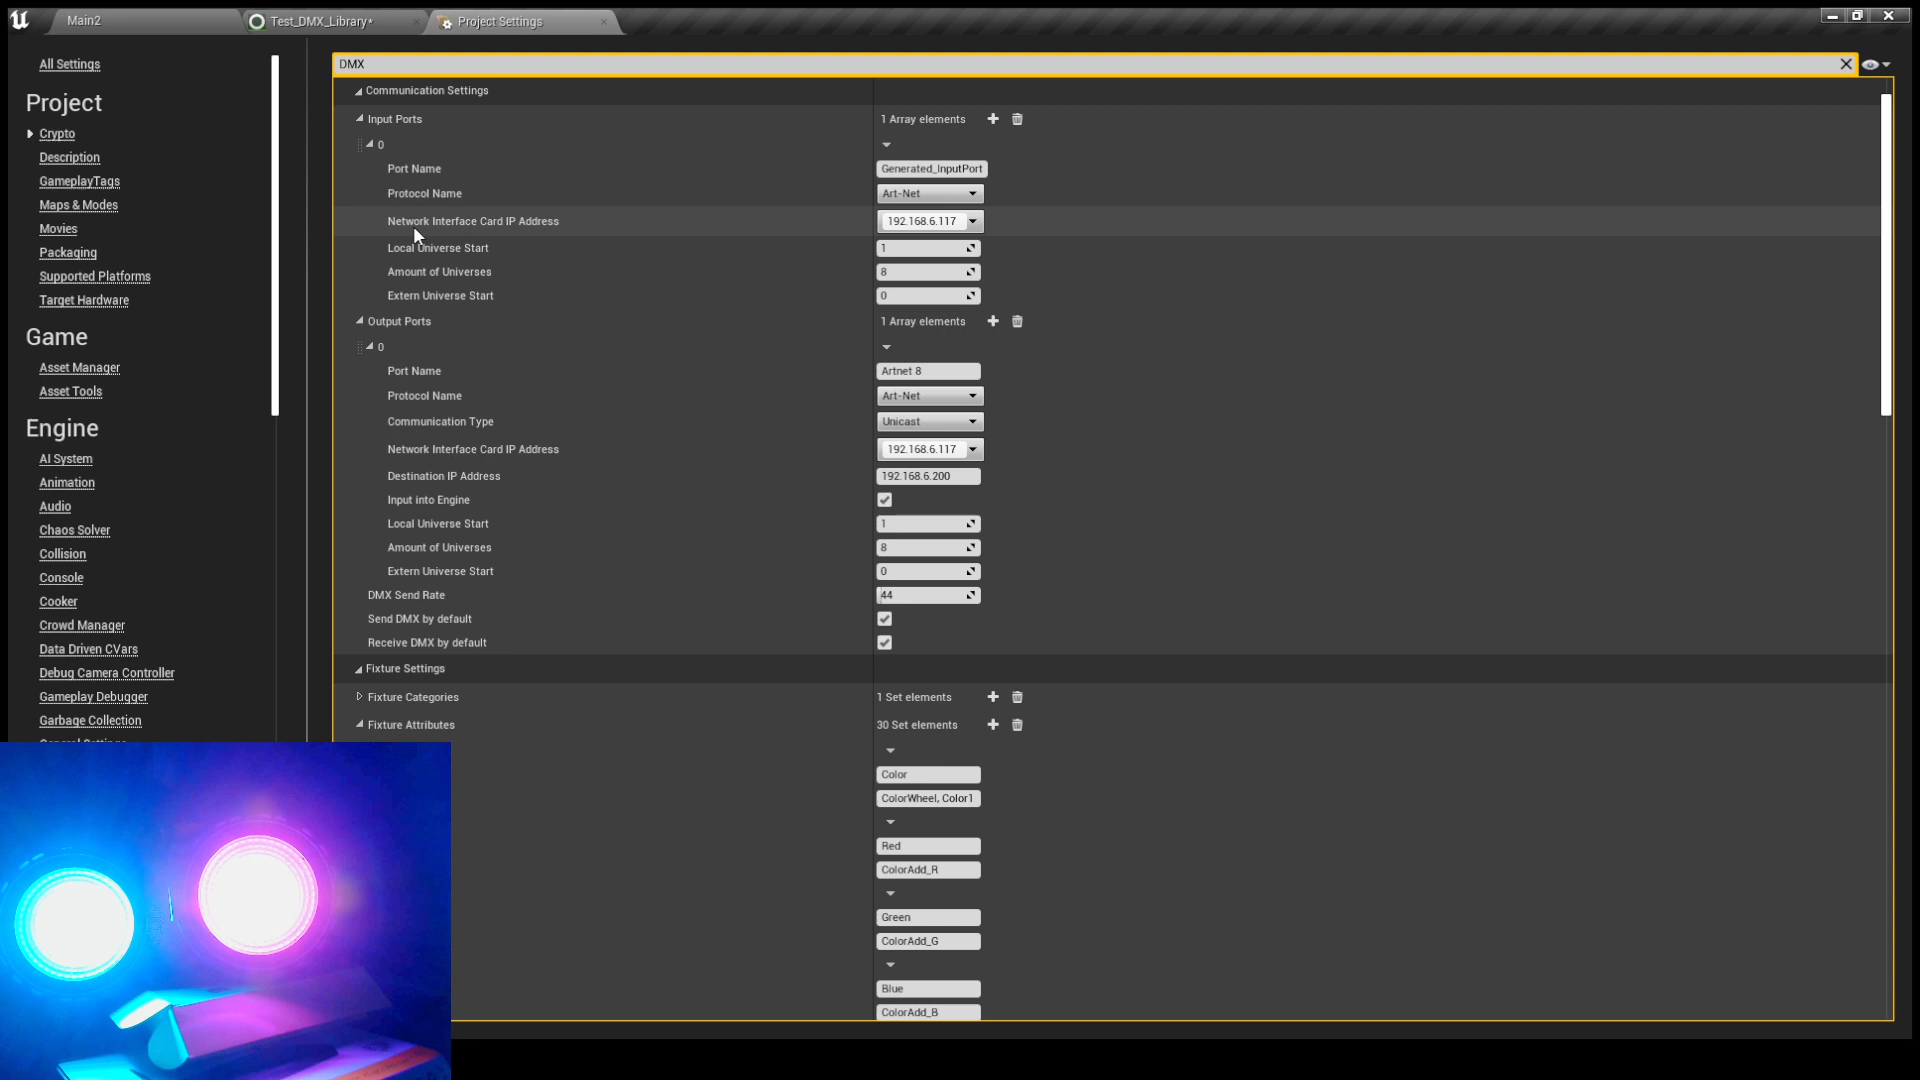 Main2
Test_DMX_Library*
Project Settings
All Settings
Project
Crypto
Description
GameplayTags
Maps & Modes
Movies
Packaging
Supported Platforms
Target Hardware
Game
Asset Manager
Asset Tools
Engine
AI System
Animation
Audio
Chaos Solver
Collision
Console
Cooker
Crowd Manager
Data Driven CVars
Debug Camera Controller
Gameplay Debugger
Garbage Collection
DMX
Communication Settings
Input Ports 1 Array elements
0
Port Name Generated_InputPort
Protocol Name Art-Net
Network Interface Card IP Address 192.168.6.117
Local Universe Start 1
Amount of Universes 8
Extern Universe Start 0
Output Ports 1 Array elements
0
Port Name Artnet 8
Protocol Name Art-Net
Communication Type Unicast
Network Interface Card IP Address 192.168.6.117
Destination IP Address 192.168.6.200
Input into Engine
Local Universe Start 1
Amount of Universes 8
Extern Universe Start 0
DMX Send Rate 44
Send DMX by default
Receive DMX by default
Fixture Settings
Fixture Categories 1 Set elements
Fixture Attributes 30 Set elements
Color
ColorWheel, Color1
Red
ColorAdd_R
Green
ColorAdd_G
Blue
ColorAdd_B